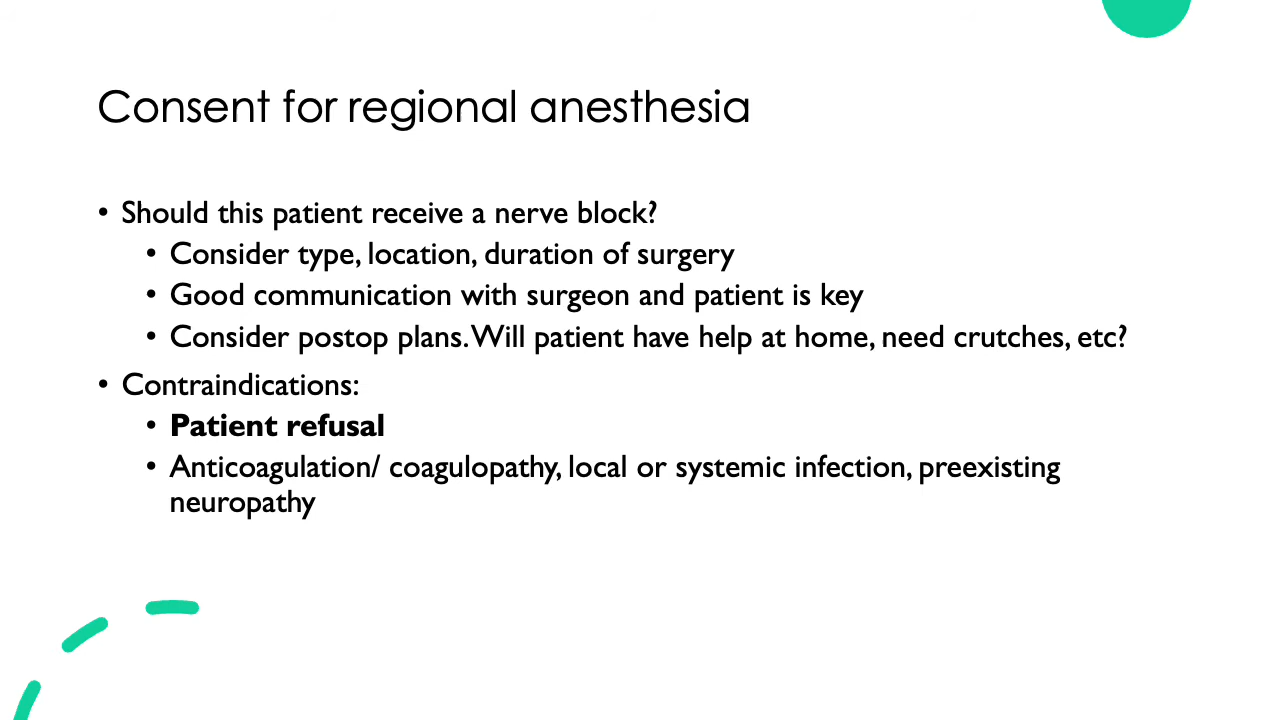 Consent for regional anesthesia
• Should this patient receive a nerve block?
• Consider type, location, duration of surgery
• Good communication with surgeon and patient is key
• Consider postop plans. Will patient have help at home, need crutches, etc?
• Contraindications:
• Patient refusal
• Anticoagulation/ coagulopathy, local or systemic infection, preexisting
neuropathy